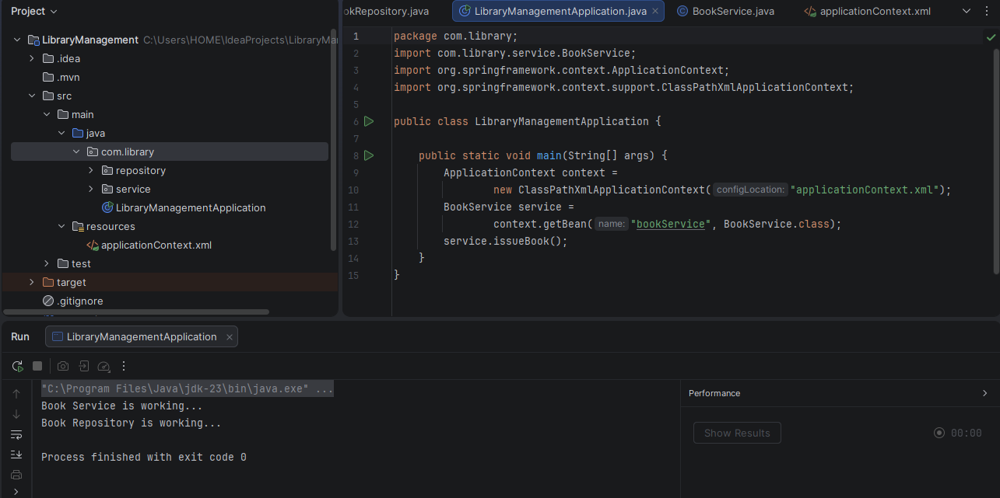 Project
LibraryManagement C:\Users\HOME\IdeaProjects\LibraryMan
.idea
.mvn
src
main
java
com.library
repository
service
LibraryManagementApplication
resources
applicationContext.xml
test
target
.gitignore
okRepository.java LibraryManagementApplication.java BookService.java applicationContext.xml
1 package com.library;
2 import com.library.service.BookService;
3 import org.springframework.context.ApplicationContext;
4 import org.springframework.context.support.ClassPathXmlApplicationContext;
5
6 public class LibraryManagementApplication {
7
8 public static void main(String[] args) {
9 ApplicationContext context =
10 new ClassPathXmlApplicationContext( configLocation: "applicationContext.xml");
11 BookService service =
12 context.getBean( name: "bookService", BookService.class);
13 service.issueBook();
14 }
15 }
Run LibraryManagementApplication
"C:\Program Files\Java\jdk-23\bin\java.exe" ...
Book Service is working...
Book Repository is working...
Process finished with exit code 0
Performance
Show Results 00:00